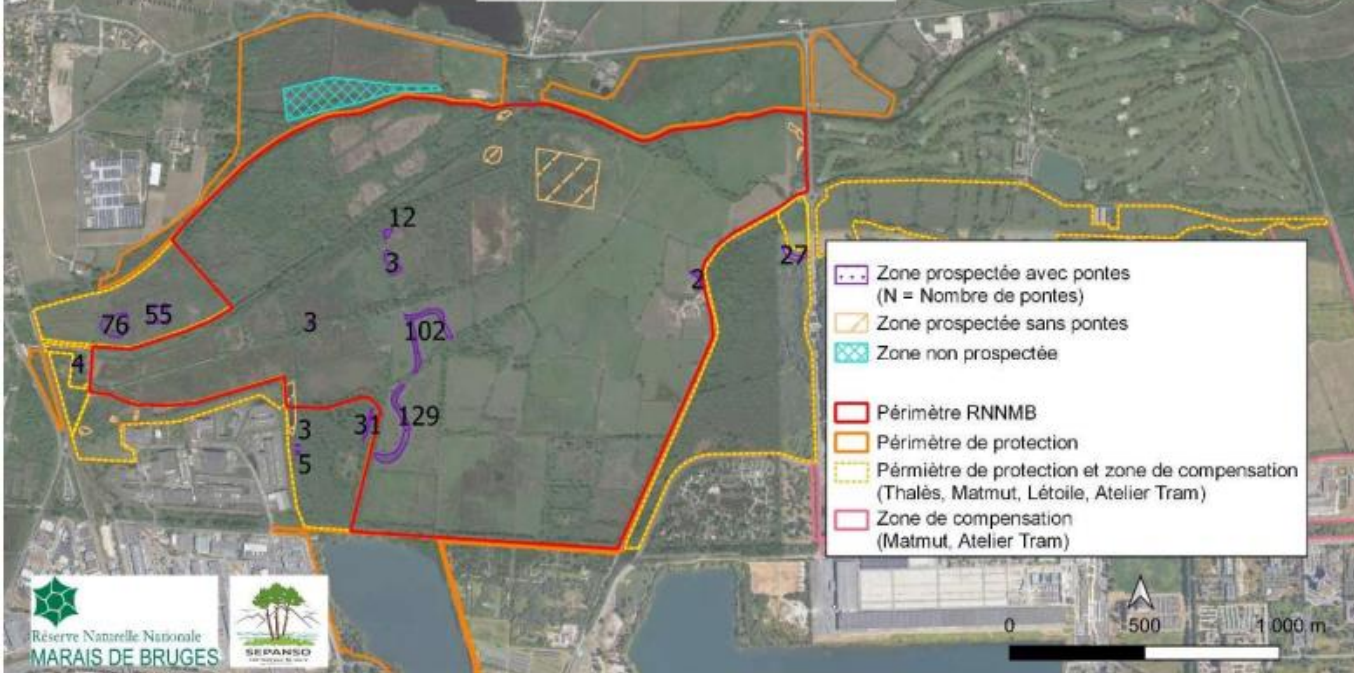 12
3
27
2
102
3
55
76
4
129
31
3
5
Zone prospectée avec pontes
(N = Nombre de pontes)
Zone prospectée sans pontes
Zone non prospectée
Périmètre RNNMB
Périmètre de protection
Pérmiètre de protection et zone de compensation
(Thalès, Matmut, Létoile, Atelier Tram)
Zone de compensation
(Matmut, Atelier Tram)
Réserve Naturelle Nationale
MARAIS DE BRUGES
SEPANSO
0 500 1 000 m